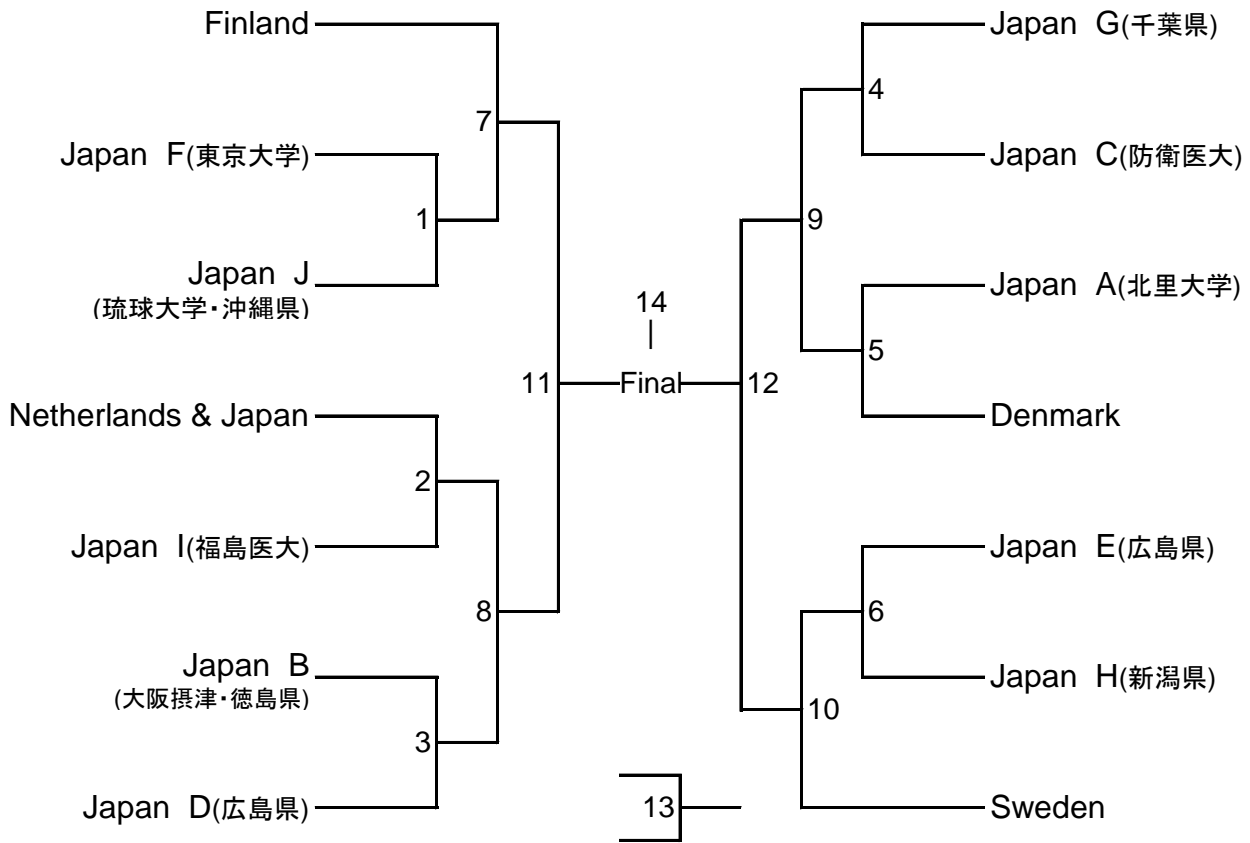 Finland
Japan F(東京大学)
Japan J
(琉球大学・沖縄県)
Netherlands & Japan
Japan I(福島医大)
Japan B
(大阪摂津・徳島県)
Japan D(広島県)
7
1
2
8
3
11
14
Final
13
12
9
10
4
5
6
Japan G(千葉県)
Japan C(防衛医大)
Japan A(北里大学)
Denmark
Japan E(広島県)
Japan H(新潟県)
Sweden